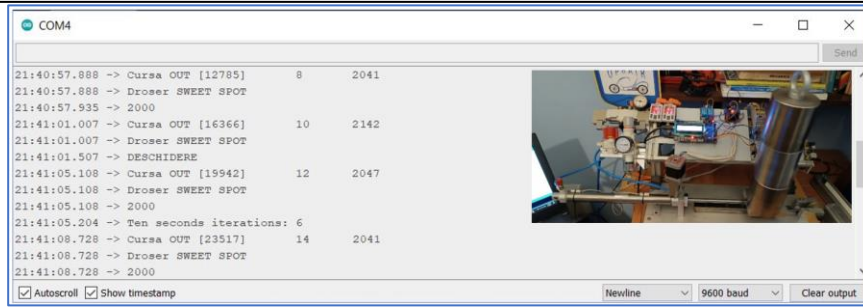 COM4
Send
21:40:57.888 -> Cursa OUT [12785] 8 2041
21:40:57.888 -> Droser SWEET SPOT
21:40:57.935 -> 2000
21:41:01.007 -> Cursa OUT [16366] 10 2142
21:41:01.007 -> Droser SWEET SPOT
21:41:01.507 -> DESCHIDERE
21:41:05.108 -> Cursa OUT [19942] 12 2047
21:41:05.108 -> Droser SWEET SPOT
21:41:05.108 -> 2000
21:41:05.204 -> Ten seconds iterations: 6
21:41:08.728 -> Cursa OUT [23517] 14 2041
21:41:08.728 -> Droser SWEET SPOT
21:41:08.728 -> 2000
Autoscroll Show timestamp Newline 9600 baud Clear output